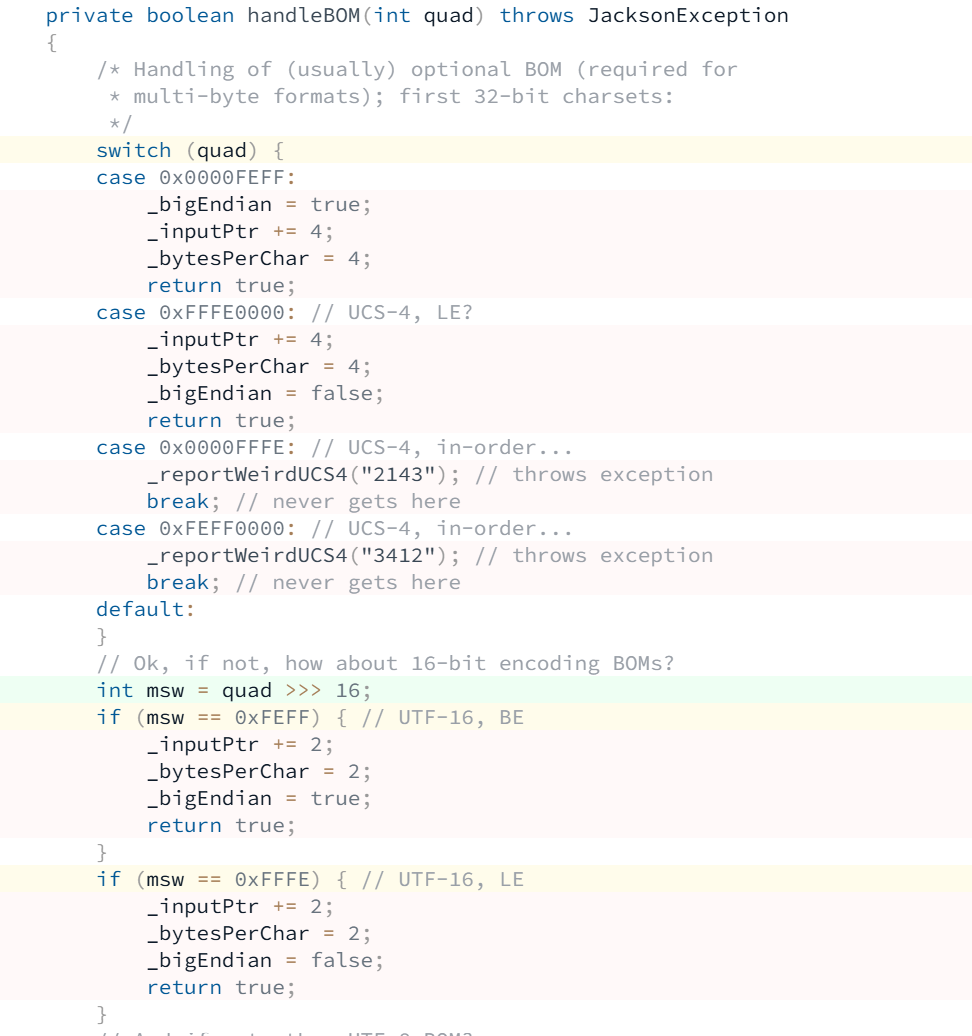 private boolean handleBOM(int quad) throws JacksonException
{
/* Handling of (usually) optional BOM (required for
* multi-byte formats); first 32-bit charsets:
*/
switch (quad) {
case 0x0000FEFF:
_bigEndian = true;
_inputPtr += 4;
_bytesPerChar = 4;
return true;
case 0xFFFE0000: // UCS-4, LE?
_inputPtr += 4;
_bytesPerChar = 4;
_bigEndian = false;
return true;
case 0x0000FFFE: // UCS-4, in-order...
_reportWeirdUCS4("2143"); // throws exception
break; // never gets here
case 0xFEFF0000: // UCS-4, in-order...
_reportWeirdUCS4("3412"); // throws exception
break; // never gets here
default:
}
// Ok, if not, how about 16-bit encoding BOMs?
int msw = quad >>> 16;
if (msw == 0xFEFF) { // UTF-16, BE
_inputPtr += 2;
_bytesPerChar = 2;
_bigEndian = true;
return true;
}
if (msw == 0xFFFE) { // UTF-16, LE
_inputPtr += 2;
_bytesPerChar = 2;
_bigEndian = false;
return true;
}